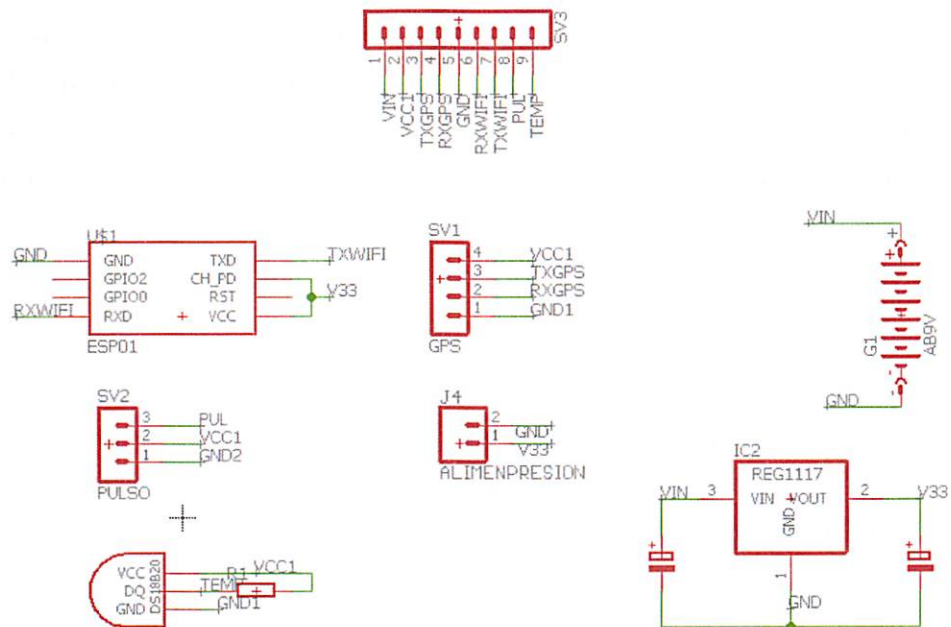 SV3
1 2 3 4 5 6 7 8 9
VIN
VCC1
TXGPS
RXGPS
GND
RXWIFI
TXWIFI
PUL
TEMP
U$1
GND GND TXD TXWIFI
GPIO2 CH_PD
GPIO0 RST V33
RXWIFI RXD VCC
ESP01
SV1
4 VCC1
3 TXGPS
2 RXGPS
1 GND1
GPS
VIN
G1
AB9V
GND
SV2
3 PUL
2 VCC1
1 GND2
PULSO
J4
2 GND
1 V33
ALIMENPRESION
IC2
REG1117
VIN 3 VIN VOUT 2 V33
GND
1
GND
VCC R1 VCC1
DQ TEMP
GND GND1
DS18B20